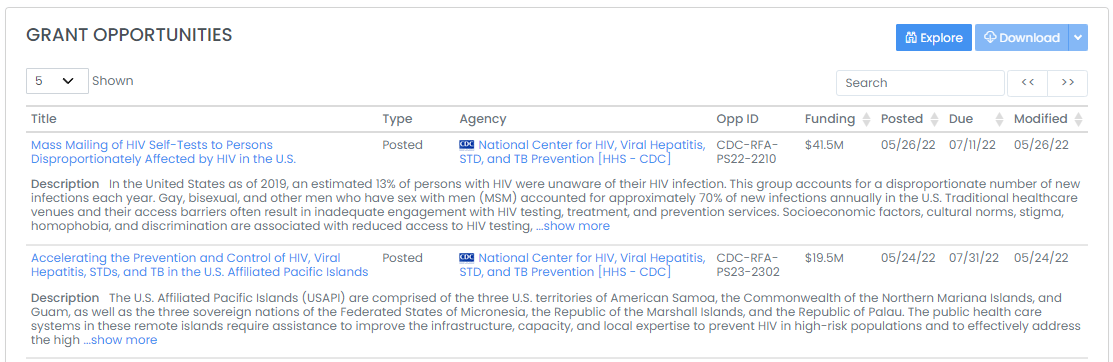 GRANT OPPORTUNITIES
Explore
Download
5
Shown
Search
<<
>>
Title Type Agency Opp ID Funding Posted Due Modified
Mass Mailing of HIV Self-Tests to Persons Posted CDC National Center for HIV, Viral Hepatitis, CDC-RFA- $41.5M 05/26/22 07/11/22 05/26/22
Disproportionately Affected by HIV in the U.S. STD, and TB Prevention [HHS - CDC] PS22-2210
Description In the United States as of 2019, an estimated 13% of persons with HIV were unaware of their HIV infection. This group accounts for a disproportionate number of new
infections each year. Gay, bisexual, and other men who have sex with men (MSM) accounted for approximately 70% of new infections annually in the U.S. Traditional healthcare
venues and their access barriers often result in inadequate engagement with HIV testing, treatment, and prevention services. Socioeconomic factors, cultural norms, stigma,
homophobia, and discrimination are associated with reduced access to HIV testing, ...show more
Accelerating the Prevention and Control of HIV, Viral Posted CDC National Center for HIV, Viral Hepatitis, CDC-RFA- $19.5M 05/24/22 07/31/22 05/24/22
Hepatitis, STDs, and TB in the U.S. Affiliated Pacific Islands STD, and TB Prevention [HHS - CDC] PS23-2302
Description The U.S. Affiliated Pacific Islands (USAPI) are comprised of the three U.S. territories of American Samoa, the Commonwealth of the Northern Mariana Islands, and
Guam, as well as the three sovereign nations of the Federated States of Micronesia, the Republic of the Marshall Islands, and the Republic of Palau. The public health care
systems in these remote islands require assistance to improve the infrastructure, capacity, and local expertise to prevent HIV in high-risk populations and to effectively address
the high ...show more